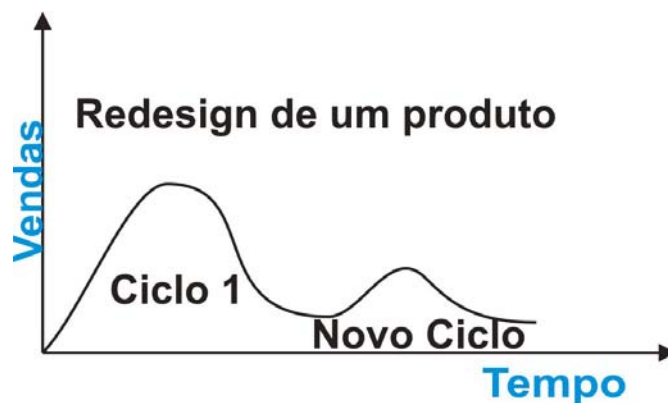 Redesign de um produto
Vendas
Ciclo 1
Novo Ciclo
Tempo